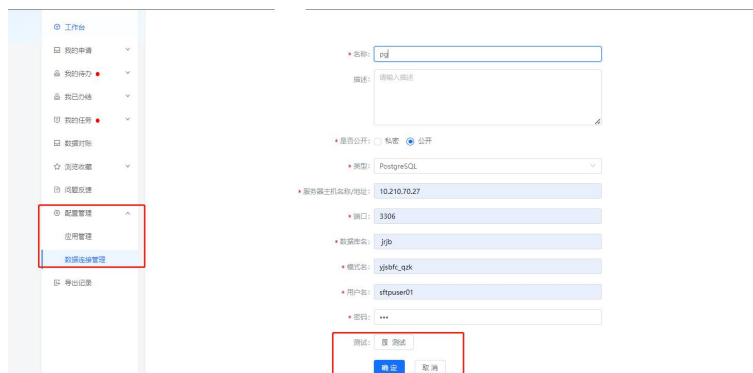 工作台
我的申请
我的待办
我已办结
我的任务
数据对账
浏览收藏
问题反馈
配置管理
应用管理
数据连接管理
导出记录
* 名称: pg
描述: 请输入描述
* 是否公开: 私密 公开
* 类型: PostgreSQL
* 服务器主机名称/地址: 10.210.70.27
* 端口: 3306
* 数据库名: jrjb
* 模式名: yjsbfc_qzk
* 用户名: sftpuser01
* 密码: •••
测试: 测试
确定 取消